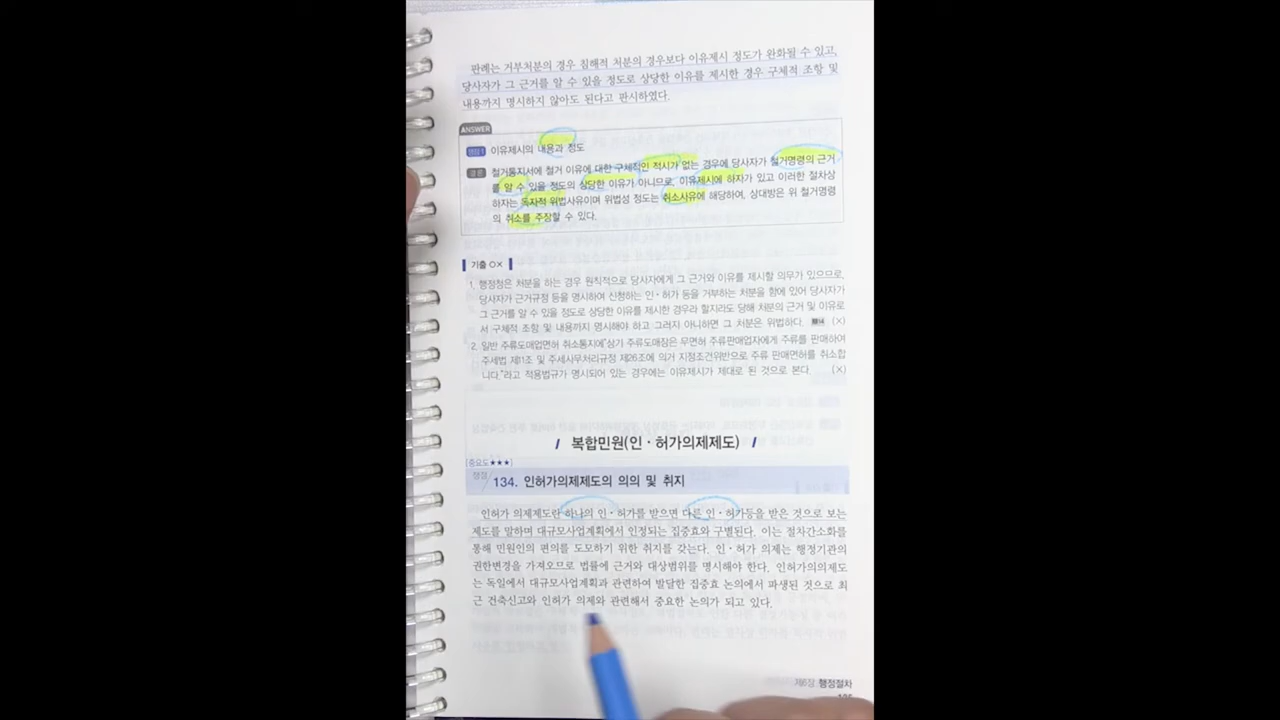 판례는 거부처분의 경우 침해적 처분의 경우보다 이유제시 정도가 완화될 수 있고,
당사자가 그 근거를 알 수 있을 정도로 상당한 이유를 제시한 경우 구체적 조항 및
내용까지 명시하지 않아도 된다고 판시하였다.
ANSWER
쟁점1 이유제시의 내용과 정도
결론 철거통지서에 철거 이유에 대한 구체적인 적시가 없는 경우에 당사자가 철거명령의 근거
를 알 수 있을 정도의 상당한 이유가 아니므로, 이유제시에 하자가 있고 이러한 절차상
하자는 독자적 위법사유이며 위법성 정도는 취소사유에 해당하여, 상대방은 위 철거명령
의 취소를 주장할 수 있다.
기출 OX
1. 행정청은 처분을 하는 경우 원칙적으로 당사자에게 그 근거와 이유를 제시할 의무가 있으므로,
당사자가 근거규정 등을 명시하여 신청하는 인·허가 등을 거부하는 처분을 함에 있어 당사자가
그 근거를 알 수 있을 정도로 상당한 이유를 제시한 경우라 할지라도 당해 처분의 근거 및 이유로
서 구체적 조항 및 내용까지 명시해야 하고 그러지 아니하면 그 처분은 위법하다. (×)
2. 일반 주류도매업면허 취소통지에 "상기 주류도매장은 무면허 주류판매업자에게 주류를 판매하여
주세법 제11조 및 주세사무처리규정 제26조에 의거 지정조건위반으로 주류 판매면허를 취소합
니다."라고 적용법규가 명시되어 있는 경우에는 이유제시가 제대로 된 것으로 본다. (×)
/ 복합민원(인·허가의제제도) /
[중요도★★★]
쟁점 134. 인허가의제제도의 의의 및 취지
인허가 의제제도란 하나의 인·허가를 받으면 다른 인·허가등을 받은 것으로 보는
제도를 말하며 대규모사업계획에서 인정되는 집중효와 구별된다. 이는 절차간소화를
통해 민원인의 편의를 도모하기 위한 취지를 갖는다. 인·허가 의제는 행정기관의
권한변경을 가져오므로 법률에 근거와 대상범위를 명시해야 한다. 인허가의의제도
는 독일에서 대규모사업계획과 관련하여 발달한 집중효 논의에서 파생된 것으로 최
근 건축신고와 인허가 의제와 관련해서 중요한 논의가 되고 있다.
제6장 행정절차